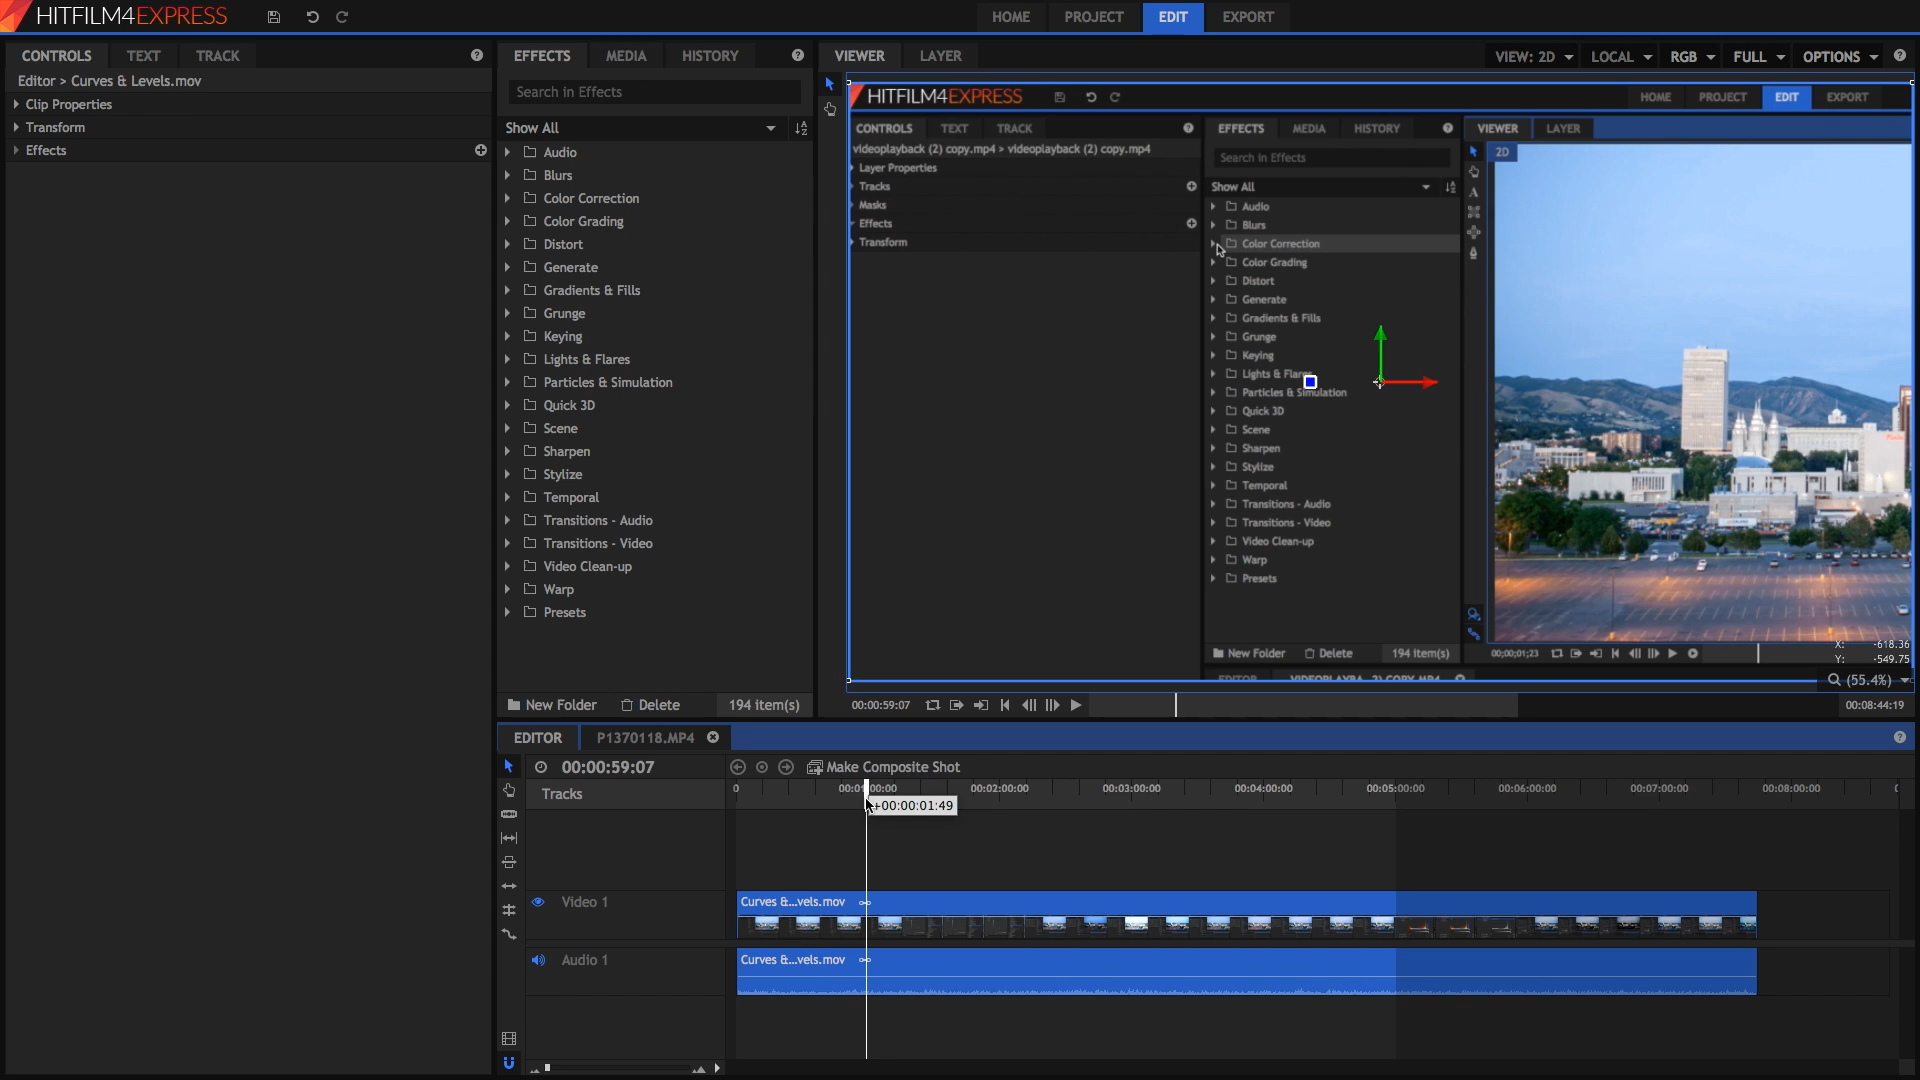 HITFILM4EXPRESS
HOME PROJECT EDIT EXPORT
CONTROLS TEXT TRACK
Editor > Curves & Levels.mov
Clip Properties
Transform
Effects
EFFECTS MEDIA HISTORY
Search in Effects
Show All
Audio
Blurs
Color Correction
Color Grading
Distort
Generate
Gradients & Fills
Grunge
Keying
Lights & Flares
Particles & Simulation
Quick 3D
Scene
Sharpen
Stylize
Temporal
Transitions - Audio
Transitions - Video
Video Clean-up
Warp
Presets
New Folder Delete 194 item(s)
VIEWER LAYER
VIEW: 2D LOCAL RGB FULL OPTIONS
HITFILM4EXPRESS
HOME PROJECT EDIT EXPORT
CONTROLS TEXT TRACK
videoplayback (2) copy.mp4 > videoplayback (2) copy.mp4
Layer Properties
Tracks
Masks
Effects
Transform
EFFECTS MEDIA HISTORY
Search in Effects
Show All
Audio
Blurs
Color Correction
Color Grading
Distort
Generate
Gradients & Fills
Grunge
Keying
Lights & Flares
Particles & Simulation
Quick 3D
Scene
Sharpen
Stylize
Temporal
Transitions - Audio
Transitions - Video
Video Clean-up
Warp
Presets
New Folder Delete 194 item(s)
VIEWER LAYER
2D
00;00;01;23
X: -618.36
Y: -549.75
EDITOR VIDEOPLAYBA...2) COPY.MP4
(55.4%)
00:00:59:07
00:08:44:19
EDITOR P1370118.MP4
00:00:59:07 Make Composite Shot
Tracks
0 00:01:00:00 00:02:00:00 00:03:00:00 00:04:00:00 00:05:00:00 00:06:00:00 00:07:00:00 00:08:00:00
+00:00:01:49
Video 1 Curves &...vels.mov
Audio 1 Curves &...vels.mov